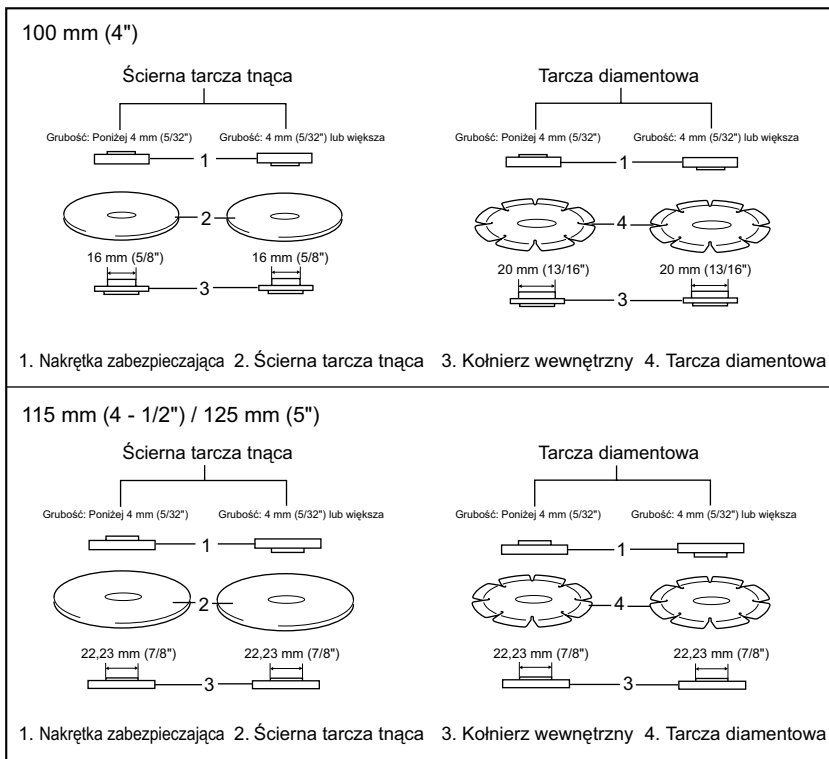 100 mm (4")
Ścierna tarcza tnąca
Grubość: Poniżej 4 mm (5/32")
Grubość: 4 mm (5/32") lub większa
1
2
16 mm (5/8")
16 mm (5/8")
3
Tarcza diamentowa
Grubość: Poniżej 4 mm (5/32")
Grubość: 4 mm (5/32") lub większa
1
4
20 mm (13/16")
20 mm (13/16")
3
1. Nakrętka zabezpieczająca 2. Ścierna tarcza tnąca 3. Kołnierz wewnętrzny 4. Tarcza diamentowa
115 mm (4 - 1/2") / 125 mm (5")
Ścierna tarcza tnąca
Grubość: Poniżej 4 mm (5/32")
Grubość: 4 mm (5/32") lub większa
1
2
22,23 mm (7/8")
22,23 mm (7/8")
3
Tarcza diamentowa
Grubość: Poniżej 4 mm (5/32")
Grubość: 4 mm (5/32") lub większa
1
4
22,23 mm (7/8")
22,23 mm (7/8")
3
1. Nakrętka zabezpieczająca 2. Ścierna tarcza tnąca 3. Kołnierz wewnętrzny 4. Tarcza diamentowa